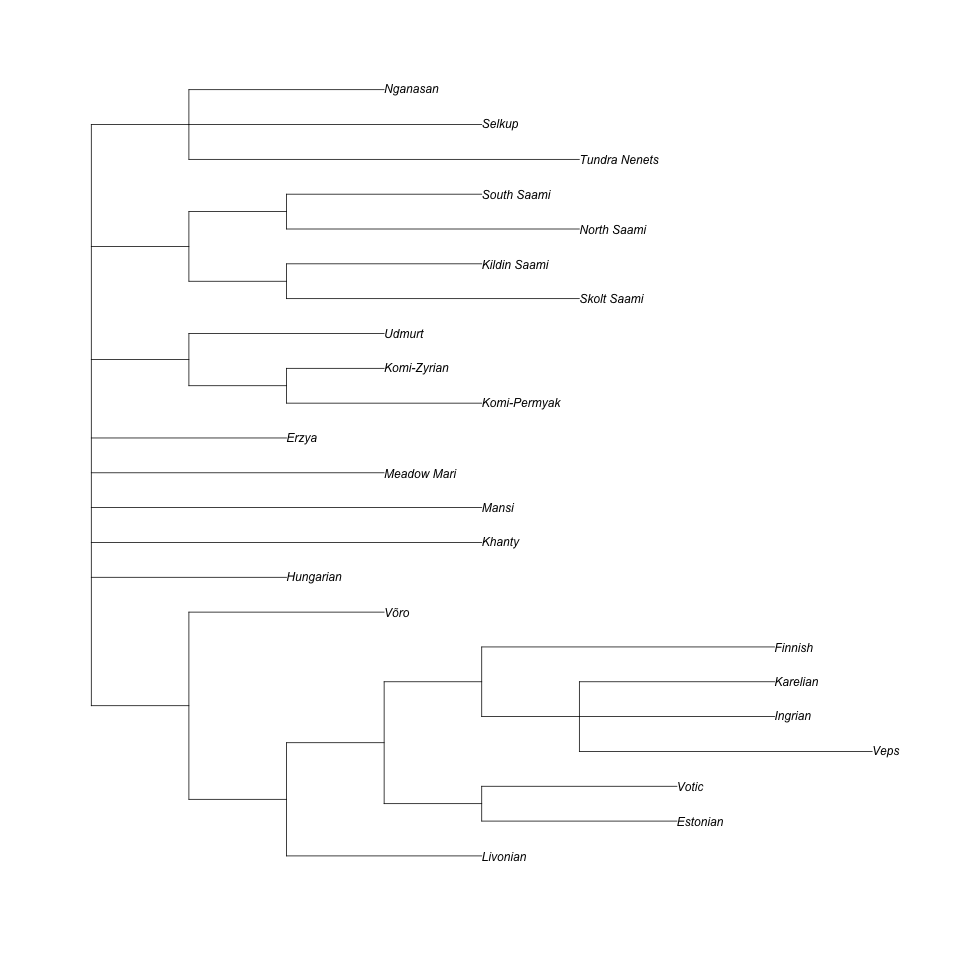 Nganasan
Selkup
Tundra Nenets
South Saami
North Saami
Kildin Saami
Skolt Saami
Udmurt
Komi-Zyrian
Komi-Permyak
Erzya
Meadow Mari
Mansi
Khanty
Hungarian
Võro
Finnish
Karelian
Ingrian
Veps
Votic
Estonian
Livonian